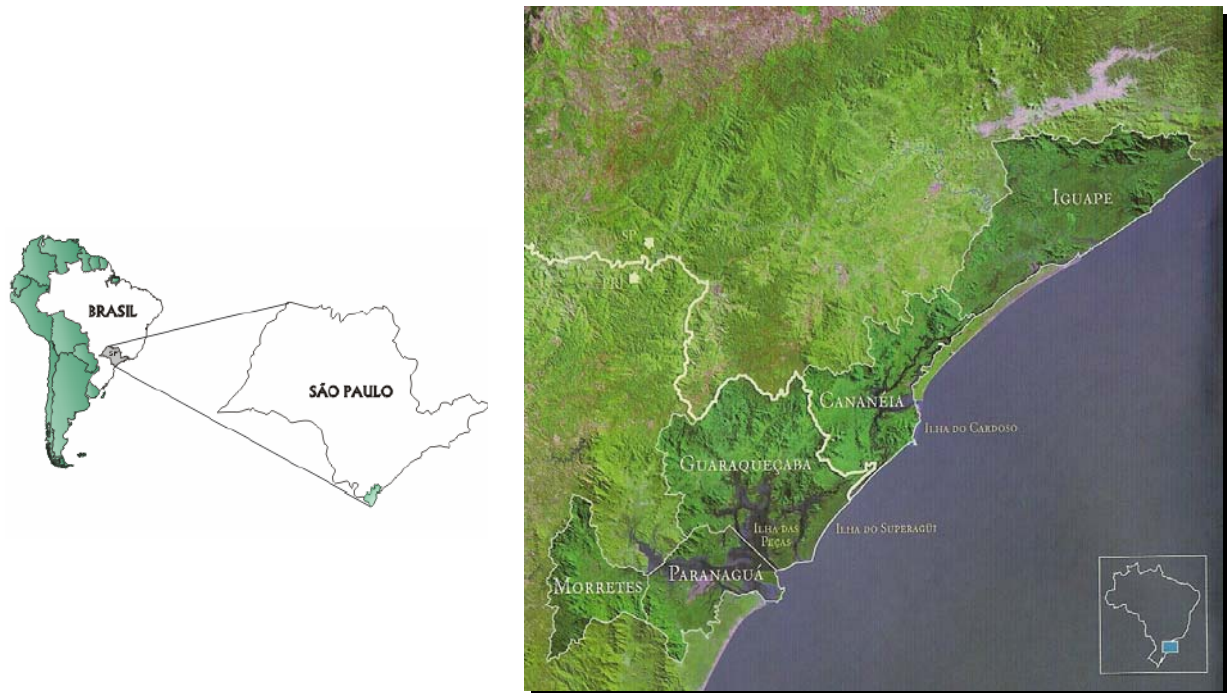 BRASIL
SP
SÃO PAULO
IGUAPE
SP
PR
CANANÉIA
ILHA DO CARDOSO
GUARAQUEÇABA
ILHA DAS
PEÇAS
ILHA DO SUPERAGÜI
PARANAGUÁ
MORRETES